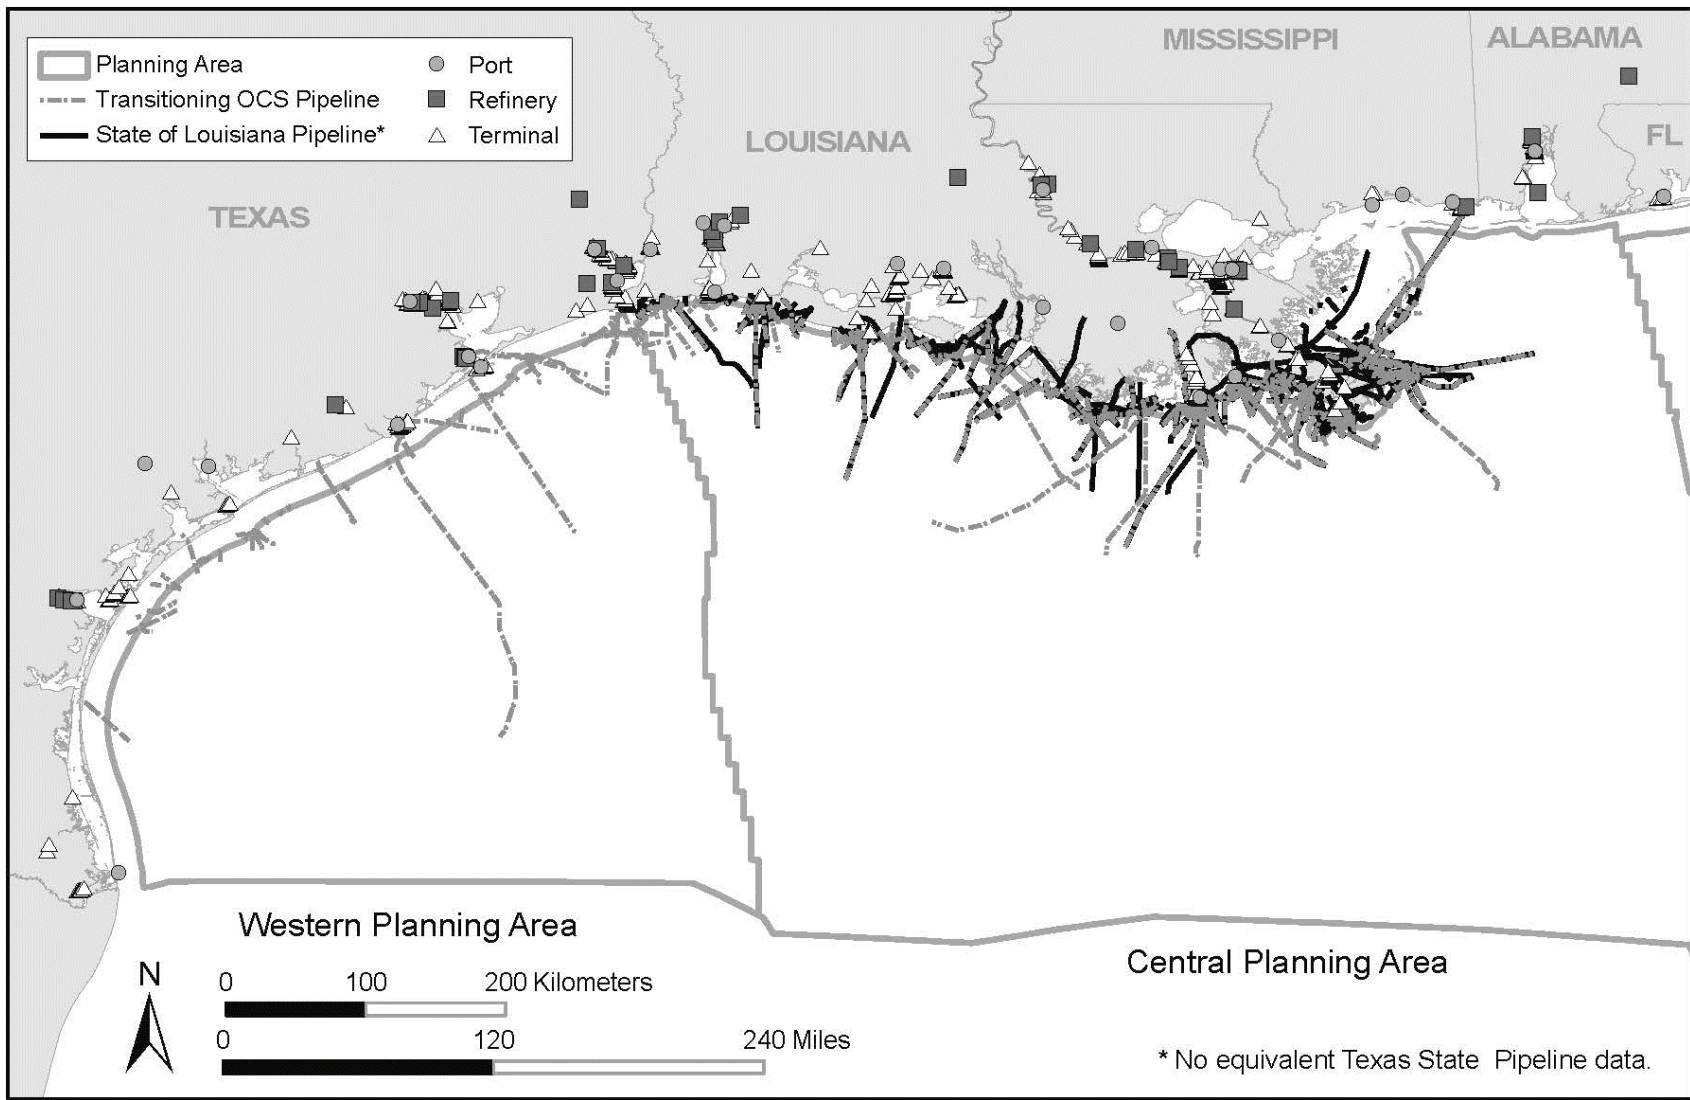 MISSISSIPPI
ALABAMA
Planning Area
Port
Transitioning OCS Pipeline
Refinery
State of Louisiana Pipeline*
Terminal
LOUISIANA
FL
TEXAS
Western Planning Area
Central Planning Area
N
0 100 200 Kilometers
0 120 240 Miles
* No equivalent Texas State Pipeline data.